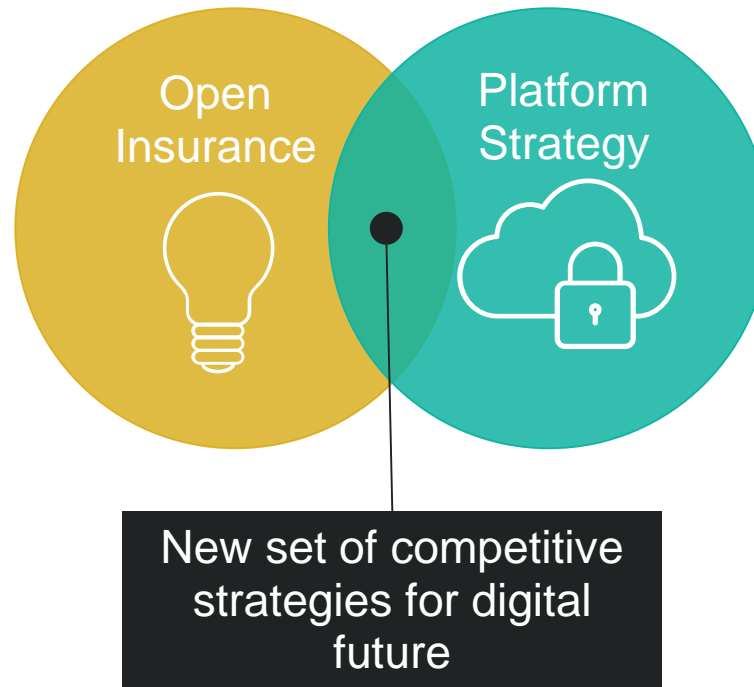 Open
Insurance
Platform
Strategy
New set of competitive
strategies for digital
future